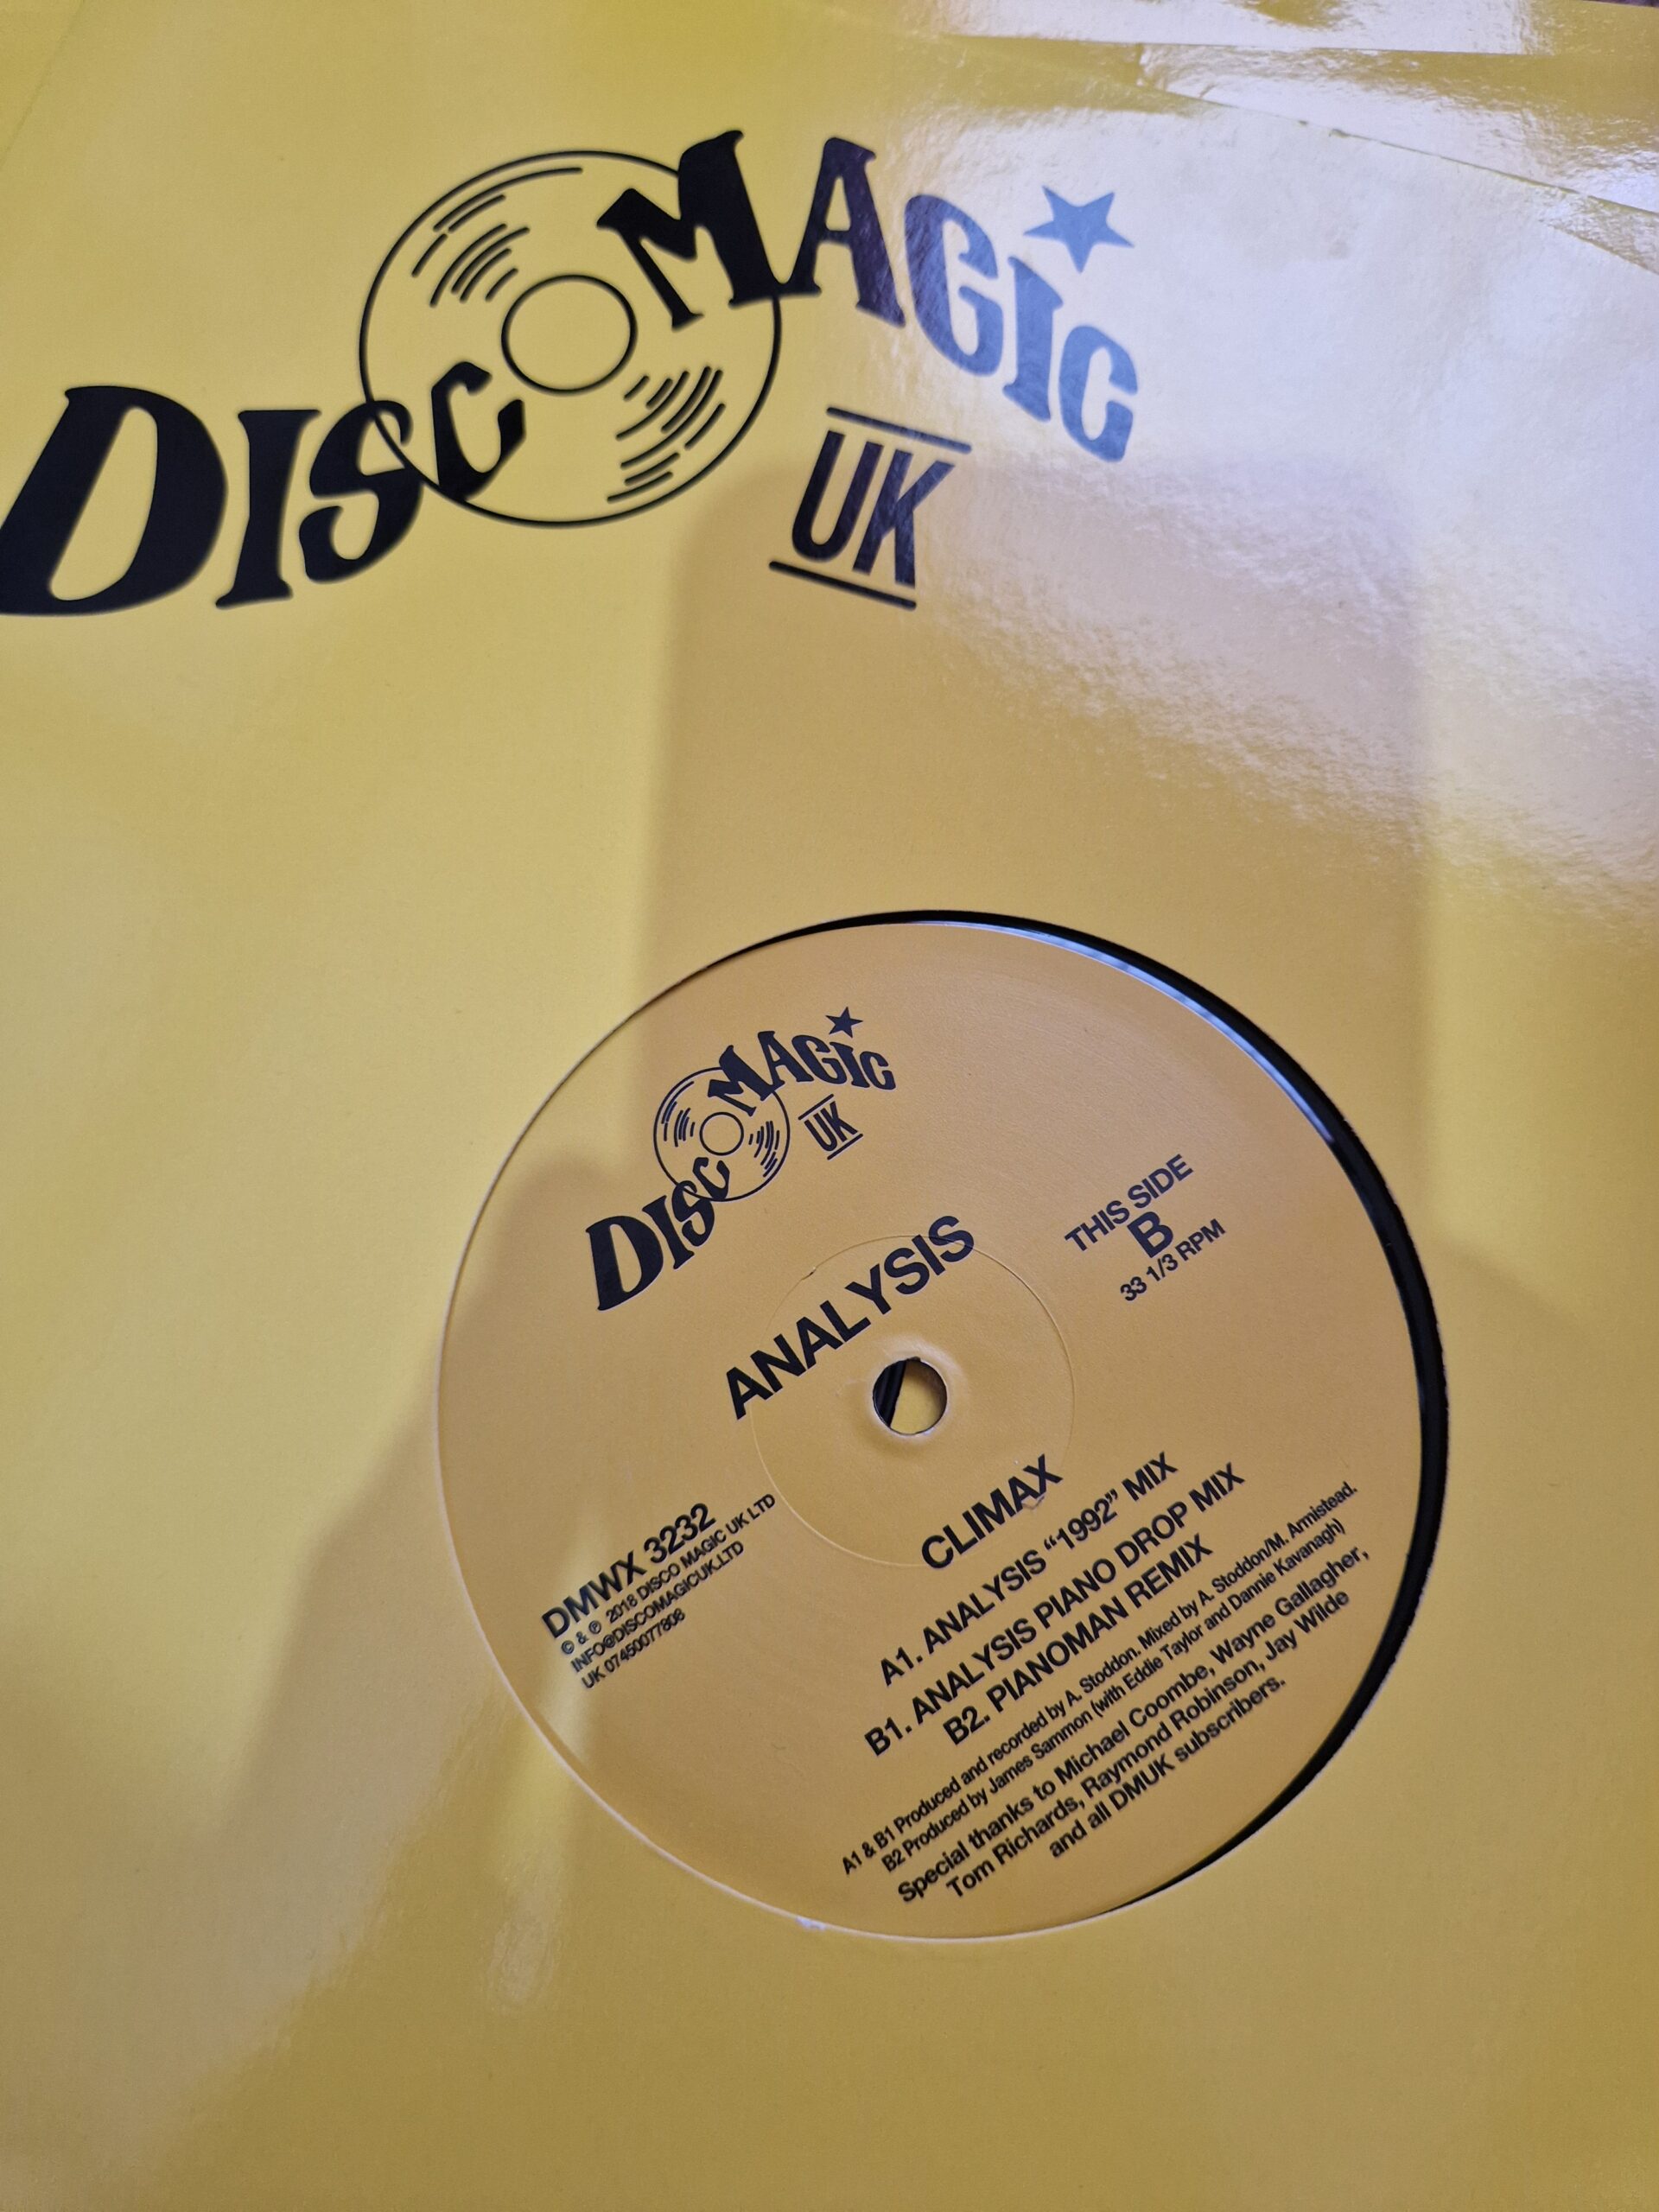 DISCO MAGIC
UK
DISCO MAGIC
UK
THIS SIDE
B
33 1/3 RPM
ANALYSIS
DMWX 3232
© & ℗ 2018 DISCO MAGIC UK LTD
INFO@DISCOMAGICUK.LTD
UK 07450077808
CLIMAX
A1. ANALYSIS “1992” MIX
B1. ANALYSIS PIANO DROP MIX
B2. PIANOMAN REMIX
A1 & B1 Produced and recorded by A. Stoddon. Mixed by A. Stoddon/M. Armistead.
B2 Produced by James Sammon (with Eddie Taylor and Dannie Kavanagh)
Special thanks to Michael Coombe, Wayne Gallagher,
Tom Richards, Raymond Robinson, Jay Wilde
and all DMUK subscribers.